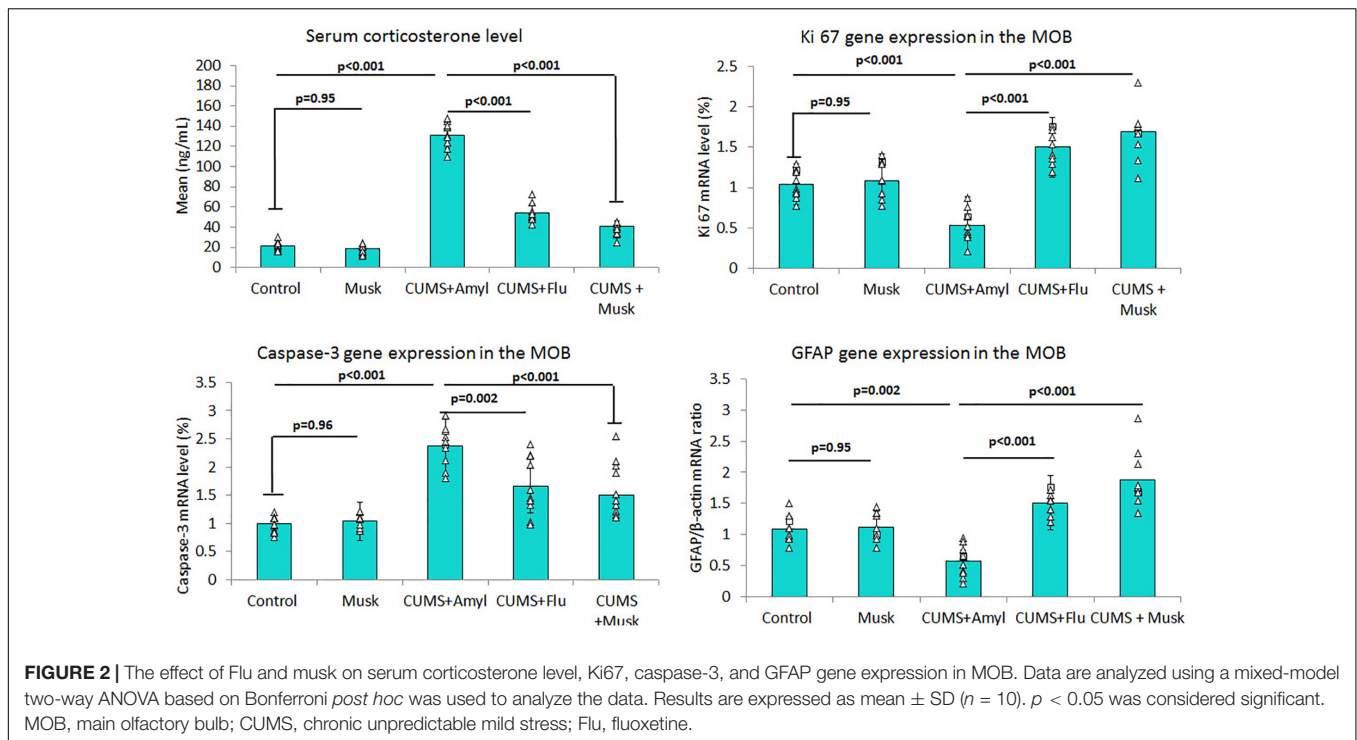 Serum corticosterone level
Mean (ng/mL)
200
180
160
140
120
100
80
60
40
20
0
p<0.001
p<0.001
p=0.95
p<0.001
Control
Musk
CUMS+Amyl
CUMS+Flu
CUMS +
Musk
Ki 67 gene expression in the MOB
Ki 67 mRNA level (%)
2.5
2
1.5
1
0.5
0
p<0.001
p<0.001
p=0.95
p<0.001
Control
Musk
CUMS+Amyl
CUMS+Flu
CUMS +
Musk
Caspase-3 gene expression in the MOB
Caspase-3 mRNA level (%)
3.5
3
2.5
2
1.5
1
0.5
0
p<0.001
p<0.001
p=0.96
p=0.002
Control
Musk
CUMS+Amyl
CUMS+Flu
CUMS
+Musk
GFAP gene expression in the MOB
GFAP/β-actin mRNA ratio
3.5
3
2.5
2
1.5
1
0.5
0
p=0.002
p<0.001
p=0.95
p<0.001
Control
Musk
CUMS+Amyl
CUMS+Flu
CUMS + Musk
FIGURE 2 | The effect of Flu and musk on serum corticosterone level, Ki67, caspase-3, and GFAP gene expression in MOB. Data are analyzed using a mixed-model
two-way ANOVA based on Bonferroni post hoc was used to analyze the data. Results are expressed as mean ± SD (n = 10). p < 0.05 was considered significant.
MOB, main olfactory bulb; CUMS, chronic unpredictable mild stress; Flu, fluoxetine.